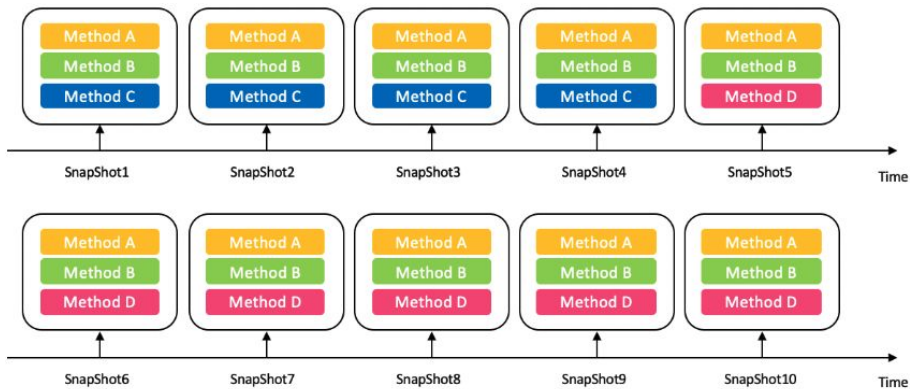 Method A Method A Method A Method A Method A
Method B Method B Method B Method B Method B
Method C Method C Method C Method C Method D
SnapShot1 SnapShot2 SnapShot3 SnapShot4 SnapShot5 Time
Method A Method A Method A Method A Method A
Method B Method B Method B Method B Method B
Method D Method D Method D Method D Method D
SnapShot6 SnapShot7 SnapShot8 SnapShot9 SnapShot10 Time